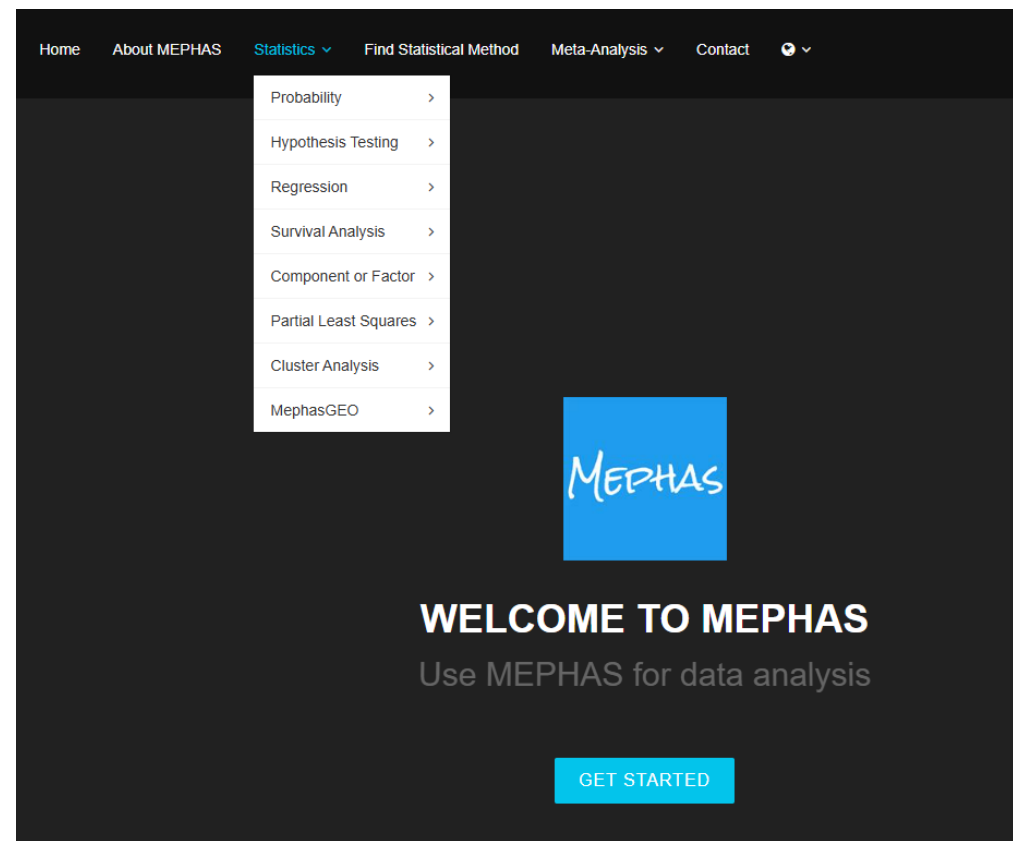 Home About MEPHAS Statistics Find Statistical Method Meta-Analysis Contact
Probability
Hypothesis Testing
Regression
Survival Analysis
Component or Factor
Partial Least Squares
Cluster Analysis
MephasGEO
MEPHAS
WELCOME TO MEPHAS
Use MEPHAS for data analysis
GET STARTED